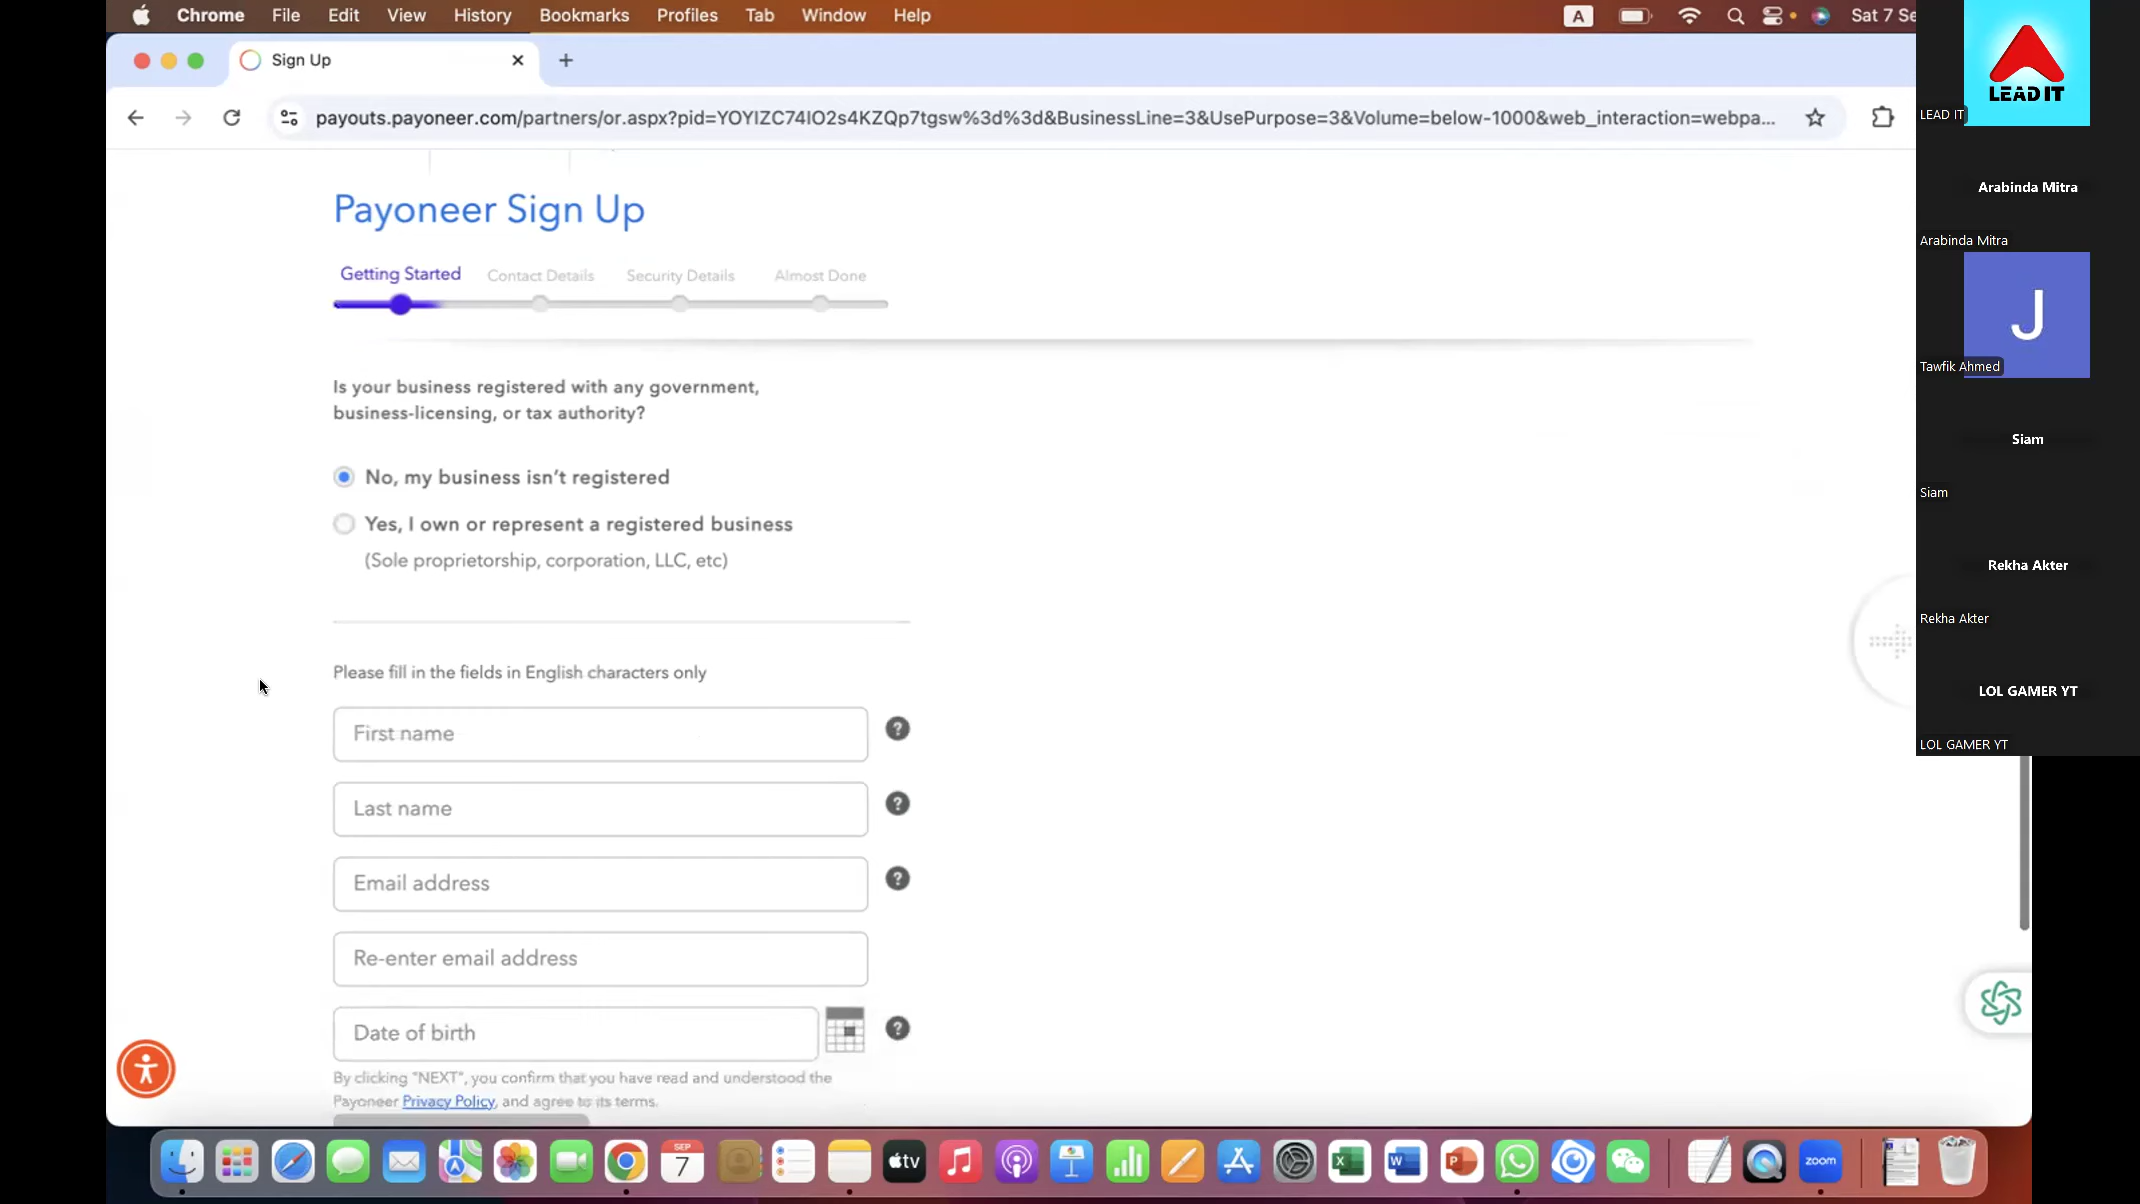 Chrome File Edit View History Bookmarks Profiles Tab Window Help
A
Sat 7 Se
Sign Up
payouts.payoneer.com/partners/or.aspx?pid=YOYIZC74IO2s4KZQp7tgsw%3d%3d&BusinessLine=3&UsePurpose=3&Volume=below-1000&web_interaction=webpa...
Payoneer Sign Up
Getting Started Contact Details Security Details Almost Done
Is your business registered with any government,
business-licensing, or tax authority?
No, my business isn't registered
Yes, I own or represent a registered business
(Sole proprietorship, corporation, LLC, etc)
Please fill in the fields in English characters only
First name ?
Last name ?
Email address ?
Re-enter email address
Date of birth ?
By clicking "NEXT", you confirm that you have read and understood the
Payoneer Privacy Policy, and agree to its terms.
LEAD IT
LEAD IT
Arabinda Mitra
Arabinda Mitra
J
Tawfik Ahmed
Siam
Siam
Rekha Akter
Rekha Akter
LOL GAMER YT
LOL GAMER YT
SEP
7
tv
X
W
P
zoom